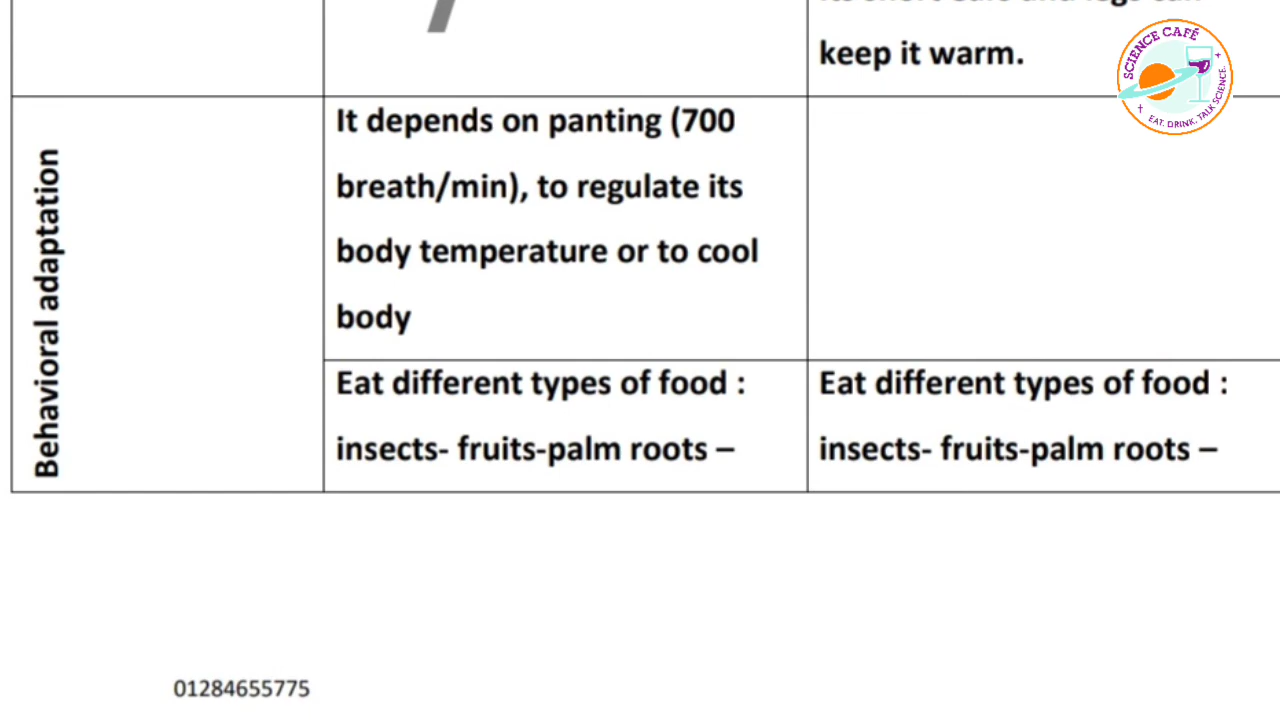 keep it warm.
SCIENCE CAFÉ
EAT. DRINK. TALK SCIENCE.
Behavioral adaptation
It depends on panting (700
breath/min), to regulate its
body temperature or to cool
body
Eat different types of food :
insects- fruits-palm roots –
Eat different types of food :
insects- fruits-palm roots –
01284655775